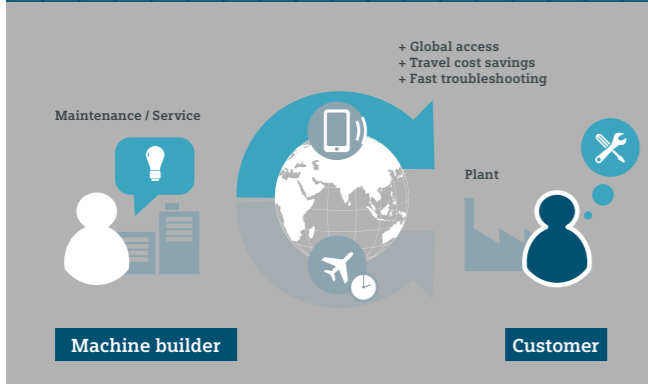 + Global access
+ Travel cost savings
+ Fast troubleshooting
Maintenance / Service
Plant
Machine builder
Customer